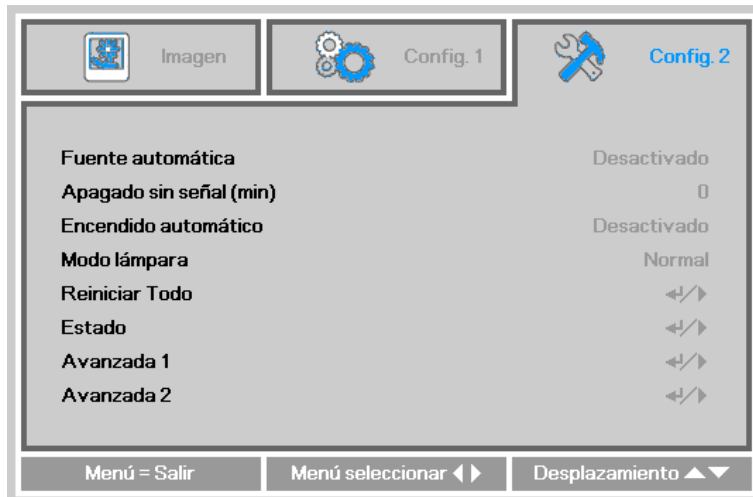 Imagen Config. 1 Config. 2
Fuente automática Desactivado
Apagado sin señal (min) 0
Encendido automático Desactivado
Modo lámpara Normal
Reiniciar Todo
Estado
Avanzada 1
Avanzada 2
Menú = Salir Menú seleccionar Desplazamiento